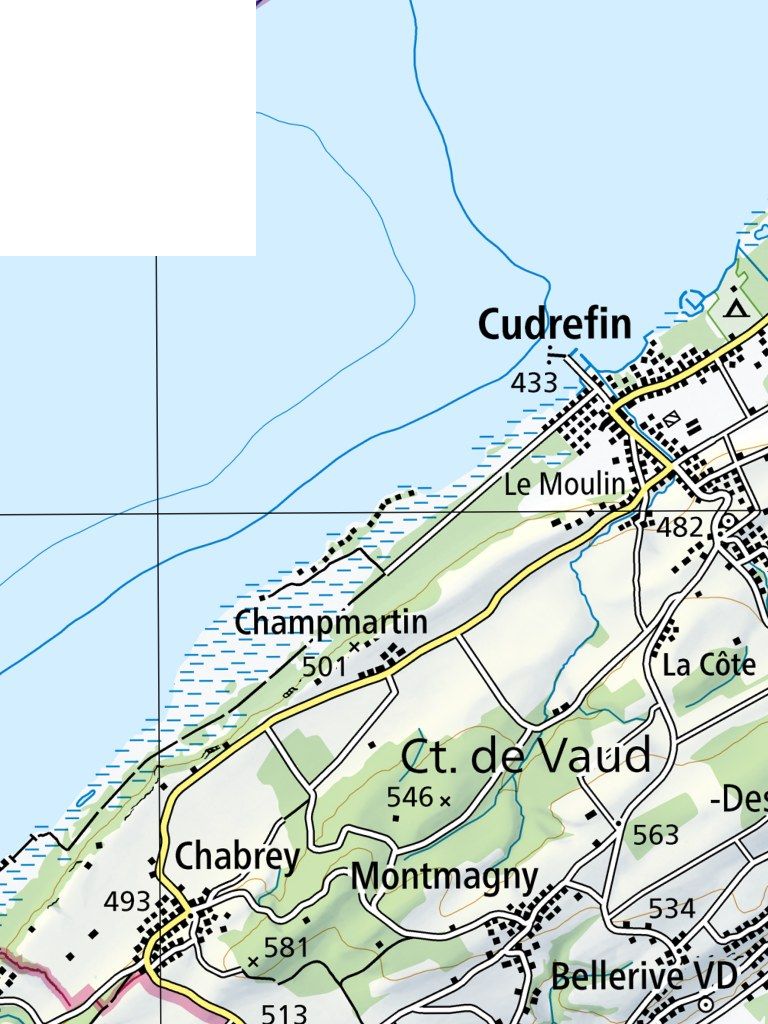 Cudrefin
433
Le Moulin
482
Champmartin
501
La Côte
Ct. de Vaud
546
-Des
563
Chabrey
Montmagny
493
534
581
Bellerive VD
513